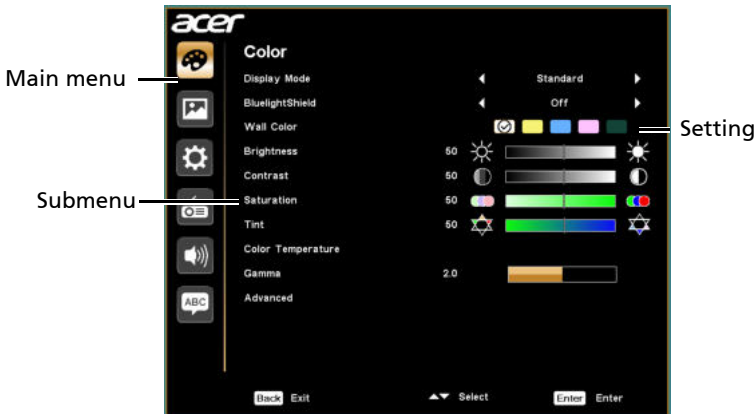 acer
Color
Main menu
Display Mode Standard
BluelightShield Off
Wall Color
Setting
Brightness 50
Contrast 50
Submenu
Saturation 50
Tint 50
Color Temperature
Gamma 2.0
ABC
Advanced
Back Exit Select Enter Enter